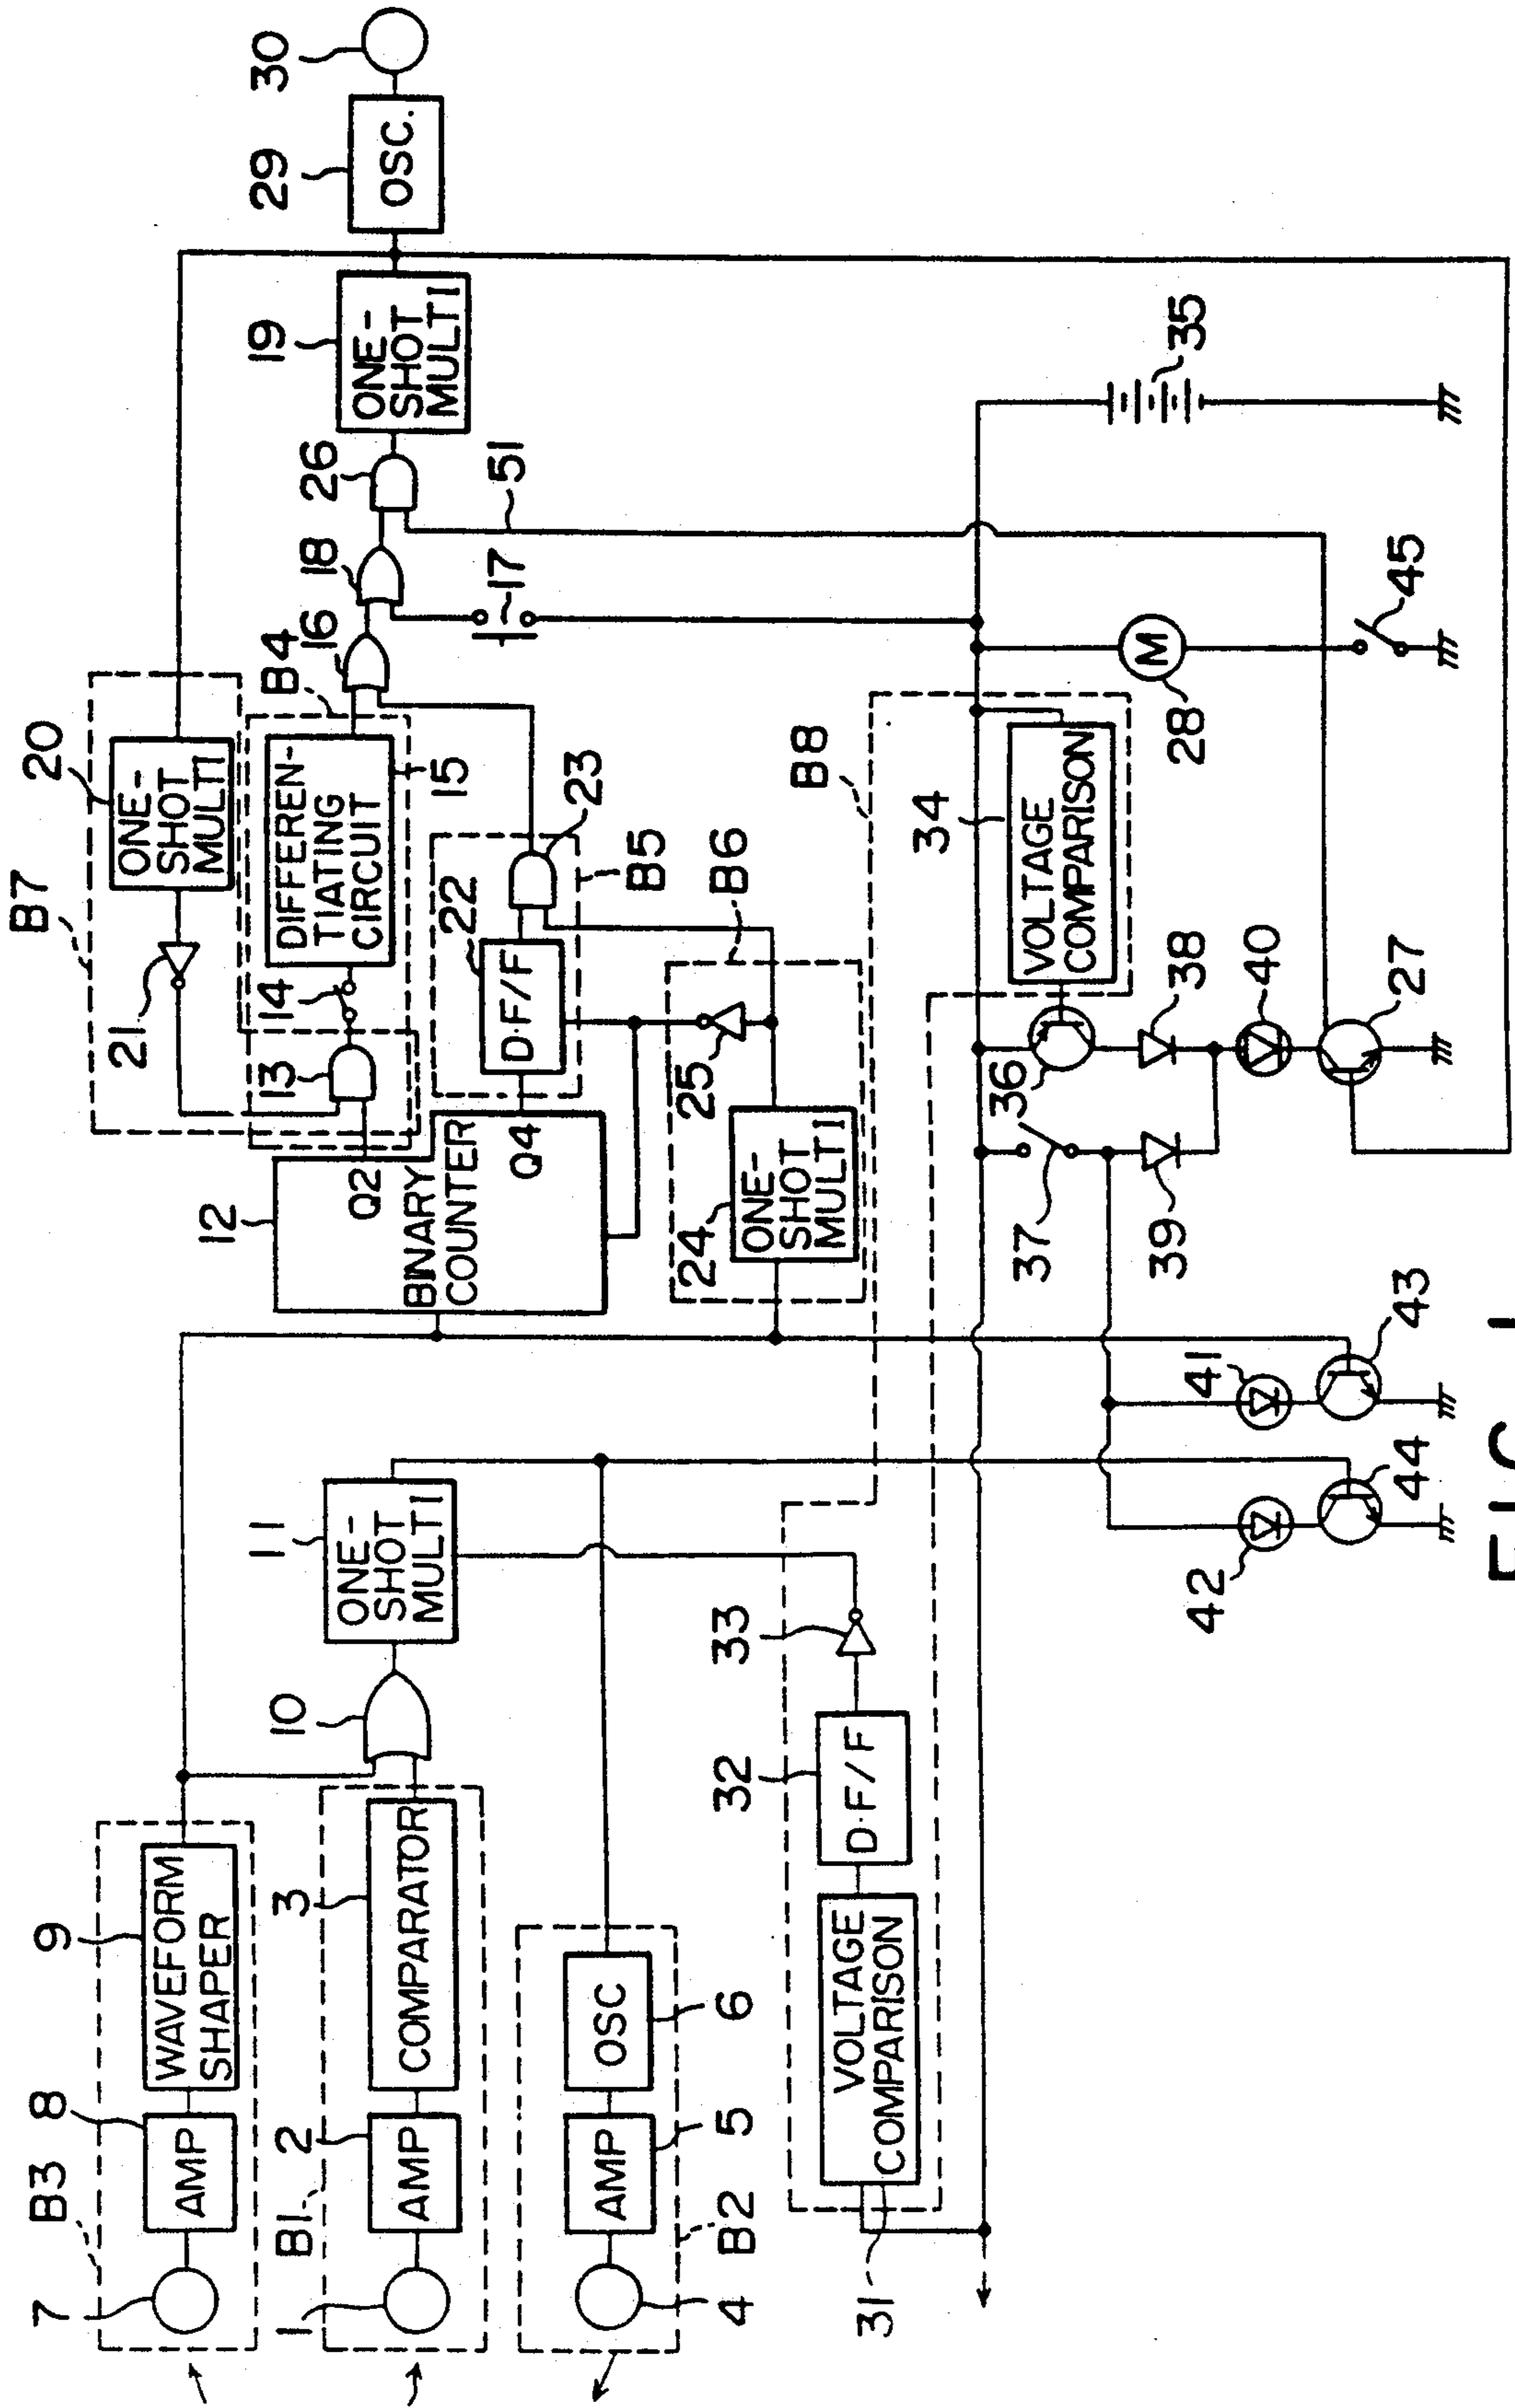 B3
7
8
AMP
9
WAVEFORM
SHAPER
B1
1
2
AMP
3
COMPARATOR
10
11
ONE-
SHOT
MULTI
B2
4
5
AMP
6
OSC
12
BINARY
COUNTER
Q2
Q4
B7
20
ONE-
SHOT
MULTI
21
13
14
B4
DIFFEREN-
TIATING
CIRCUIT
15
16
18
17
26
51
19
ONE-
SHOT
MULTI
29
OSC.
30
22
D·F/F
23
B5
B6
24
ONE-
SHOT
MULTI
25
31
VOLTAGE
COMPARISON
32
D·F/F
33
B8
34
VOLTAGE
COMPARISON
36
37
38
39
40
27
28
M
45
35
41
43
42
44